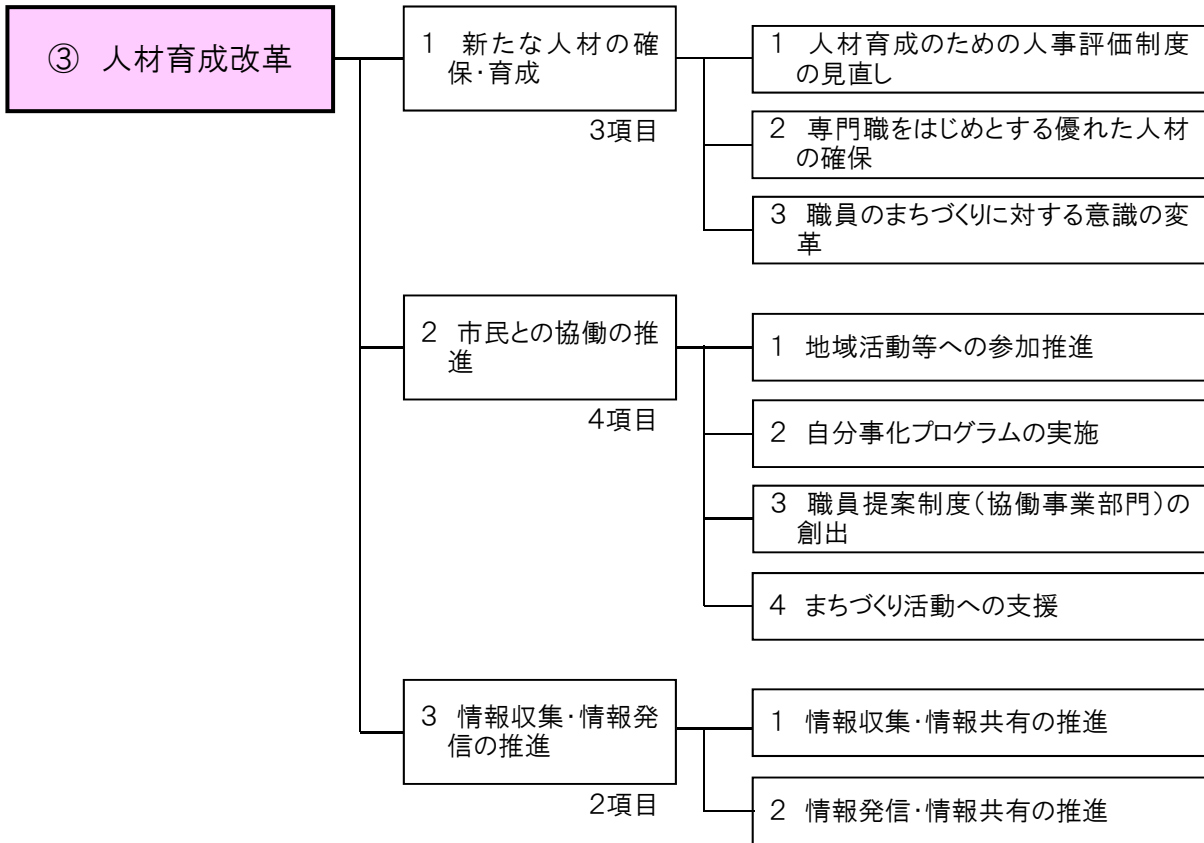 ③ 人材育成改革
1 新たな人材の確
保・育成
3項目
1 人材育成のための人事評価制度
の見直し
2 専門職をはじめとする優れた人材
の確保
3 職員のまちづくりに対する意識の変
革
2 市民との協働の推
進
4項目
1 地域活動等への参加推進
2 自分事化プログラムの実施
3 職員提案制度（協働事業部門）の
創出
4 まちづくり活動への支援
3 情報収集・情報発
信の推進
2項目
1 情報収集・情報共有の推進
2 情報発信・情報共有の推進